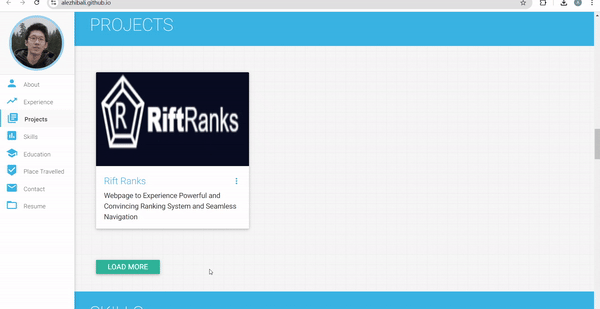 alezhibali.github.io
PROJECTS
About
Experience
Projects
Skills
Education
Place Travelled
Contact
Resume
R RiftRanks
Rift Ranks
Webpage to Experience Powerful and
Convincing Ranking System and Seamless
Navigation
LOAD MORE
SKILLS